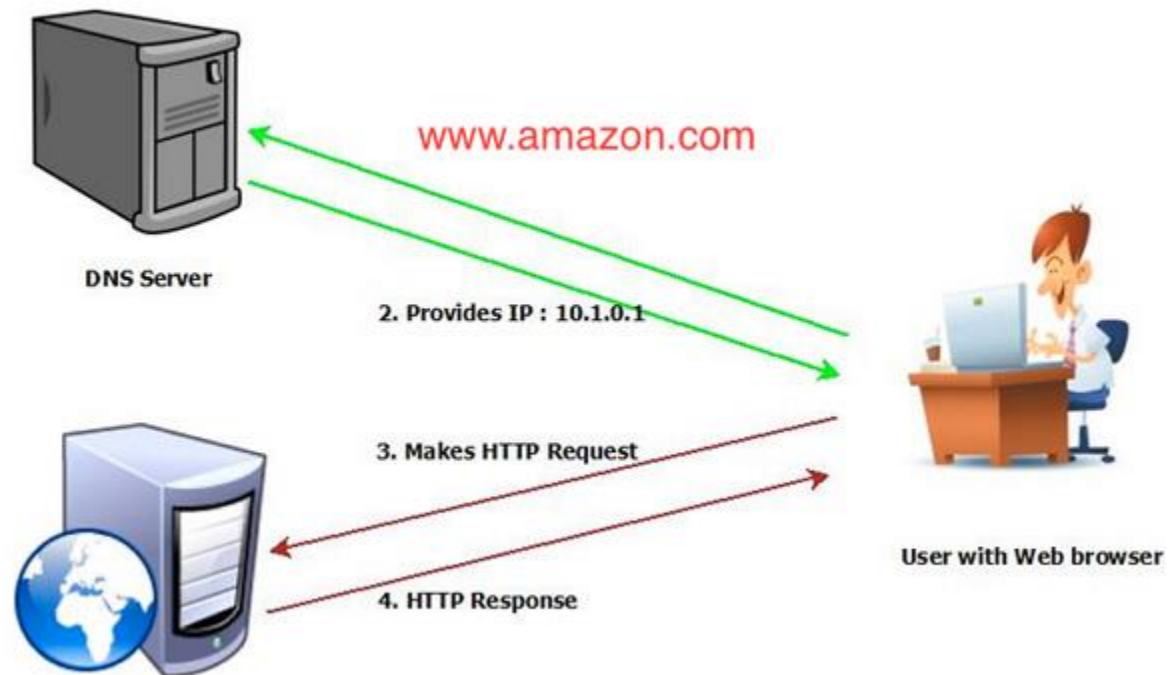 www.amazon.com
DNS Server
2. Provides IP : 10.1.0.1
3. Makes HTTP Request
User with Web browser
4. HTTP Response